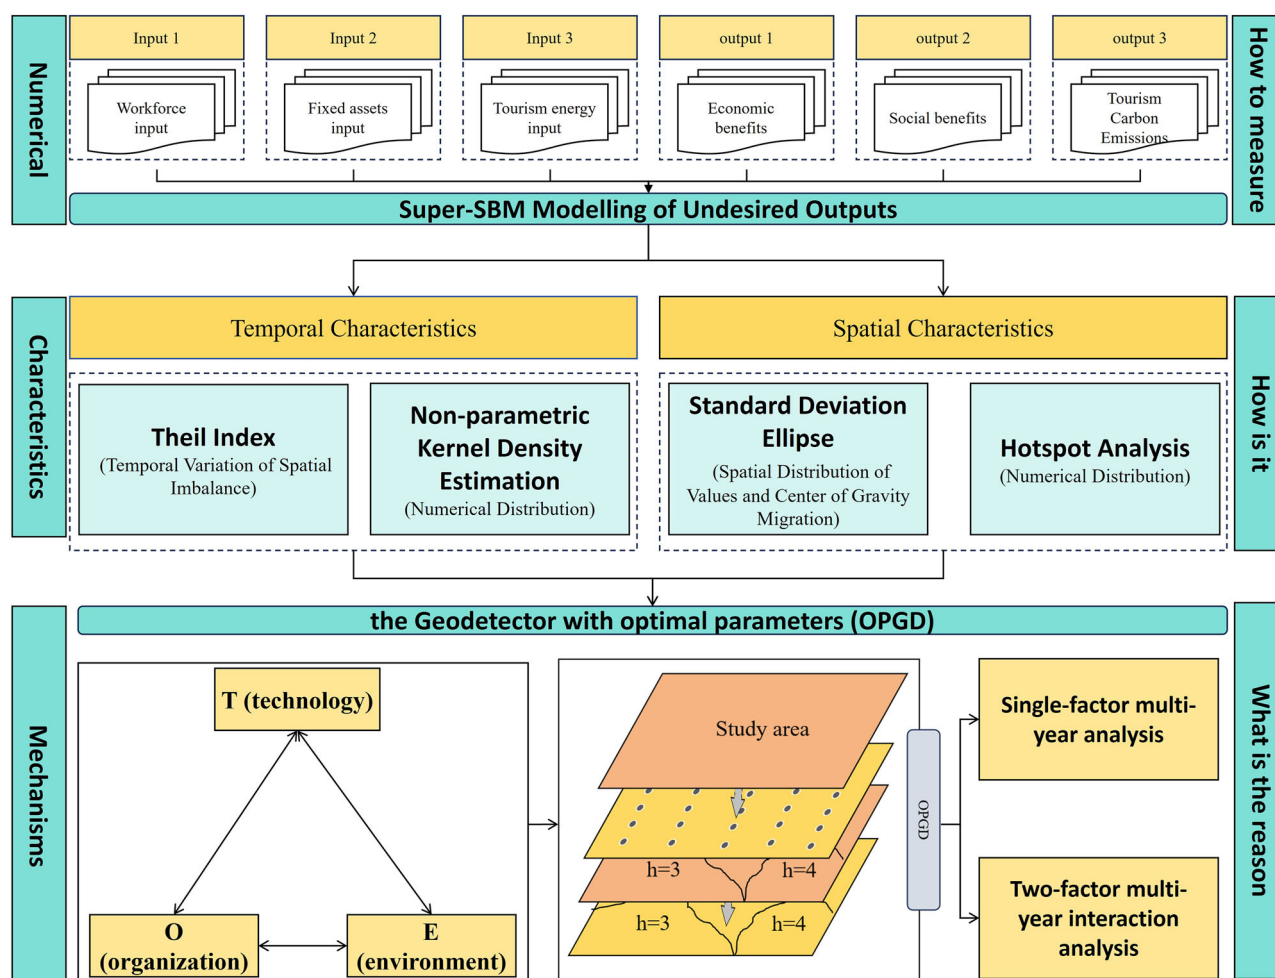 Numerical
Input 1
Input 2
Input 3
output 1
output 2
output 3
How to measure
Workforce
input
Fixed assets
input
Tourism energy
input
Economic
benefits
Social benefits
Tourism
Carbon
Emissions
Super-SBM Modelling of Undesired Outputs
Characteristics
Temporal Characteristics
Spatial Characteristics
How is it
Theil Index
(Temporal Variation of Spatial
Imbalance)
Non-parametric
Kernel Density
Estimation
(Numerical Distribution)
Standard Deviation
Ellipse
(Spatial Distribution of
Values and Center of Gravity
Migration)
Hotspot Analysis
(Numerical Distribution)
Mechanisms
the Geodetector with optimal parameters (OPGD)
What is the reason
T (technology)
O
(organization)
E
(environment)
Study area
h=3
h=4
h=3
h=4
OPGD
Single-factor multi-
year analysis
Two-factor multi-
year interaction
analysis